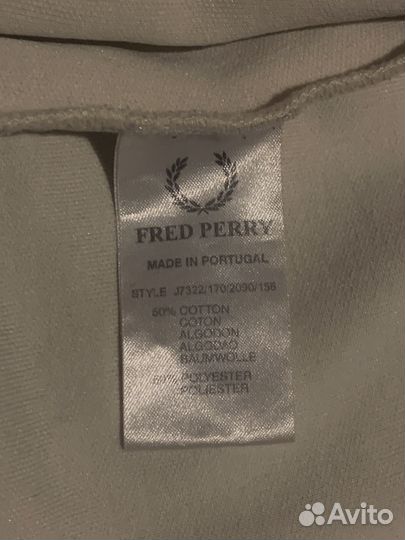 FRED PERRY
MADE IN PORTUGAL
STYLE J7322/170/2090/156
50% COTTON
COTON
ALGODON
ALGODAO
BAUMWOLLE
50% POLYESTER
POLIESTER
Avito